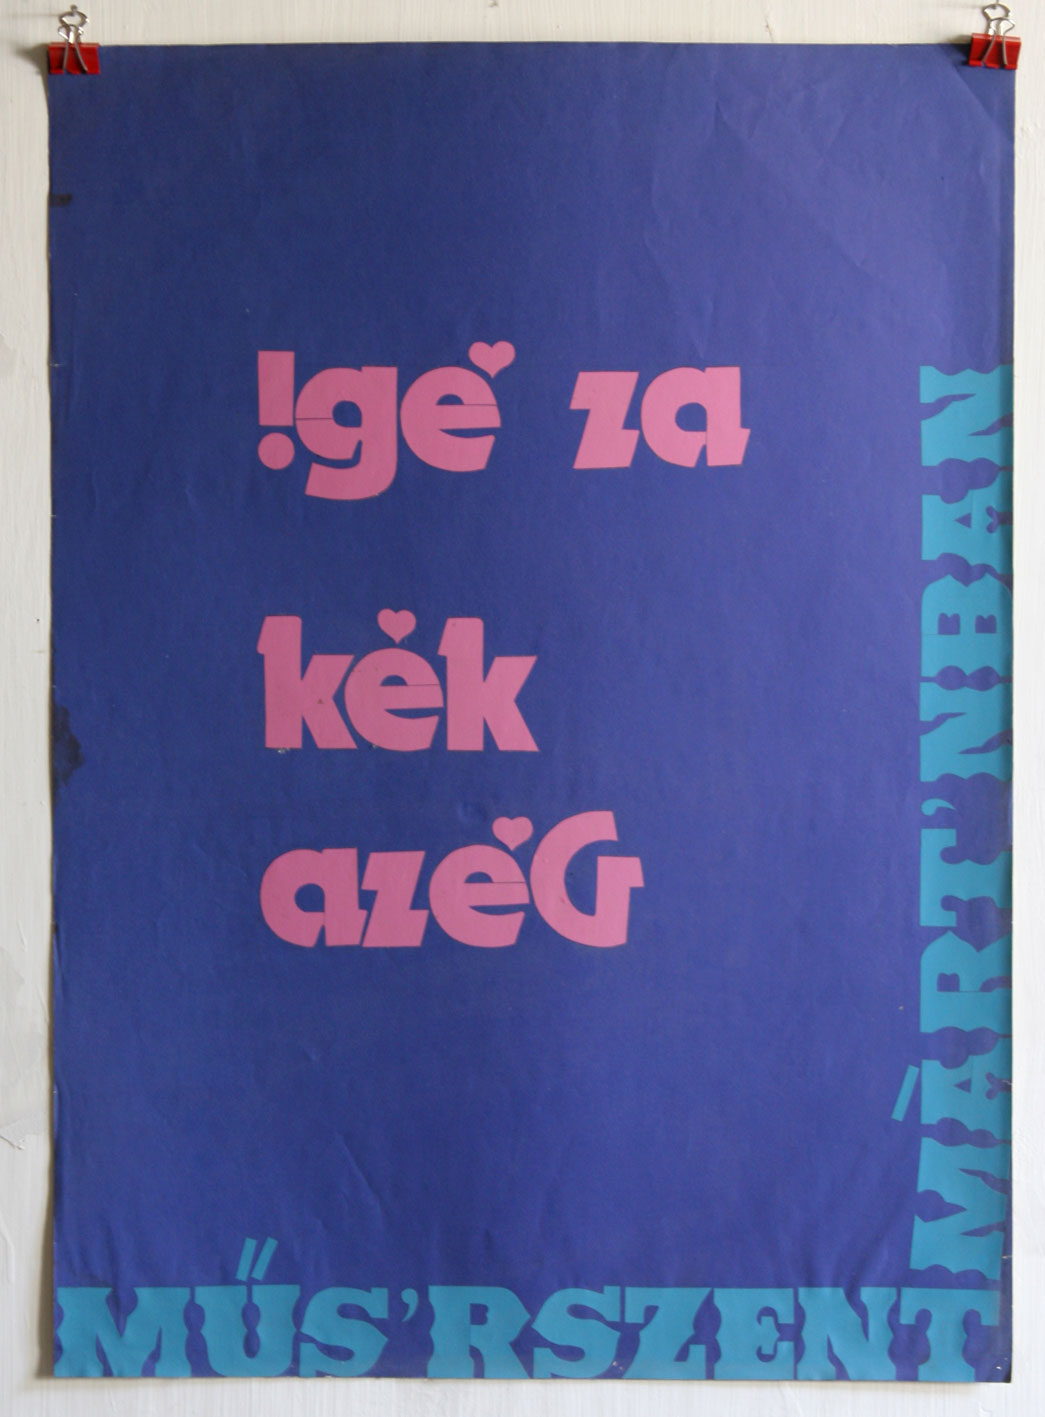 !gé za
kék
azéG
MŰS'RSZENT
MÁRT'NBAN